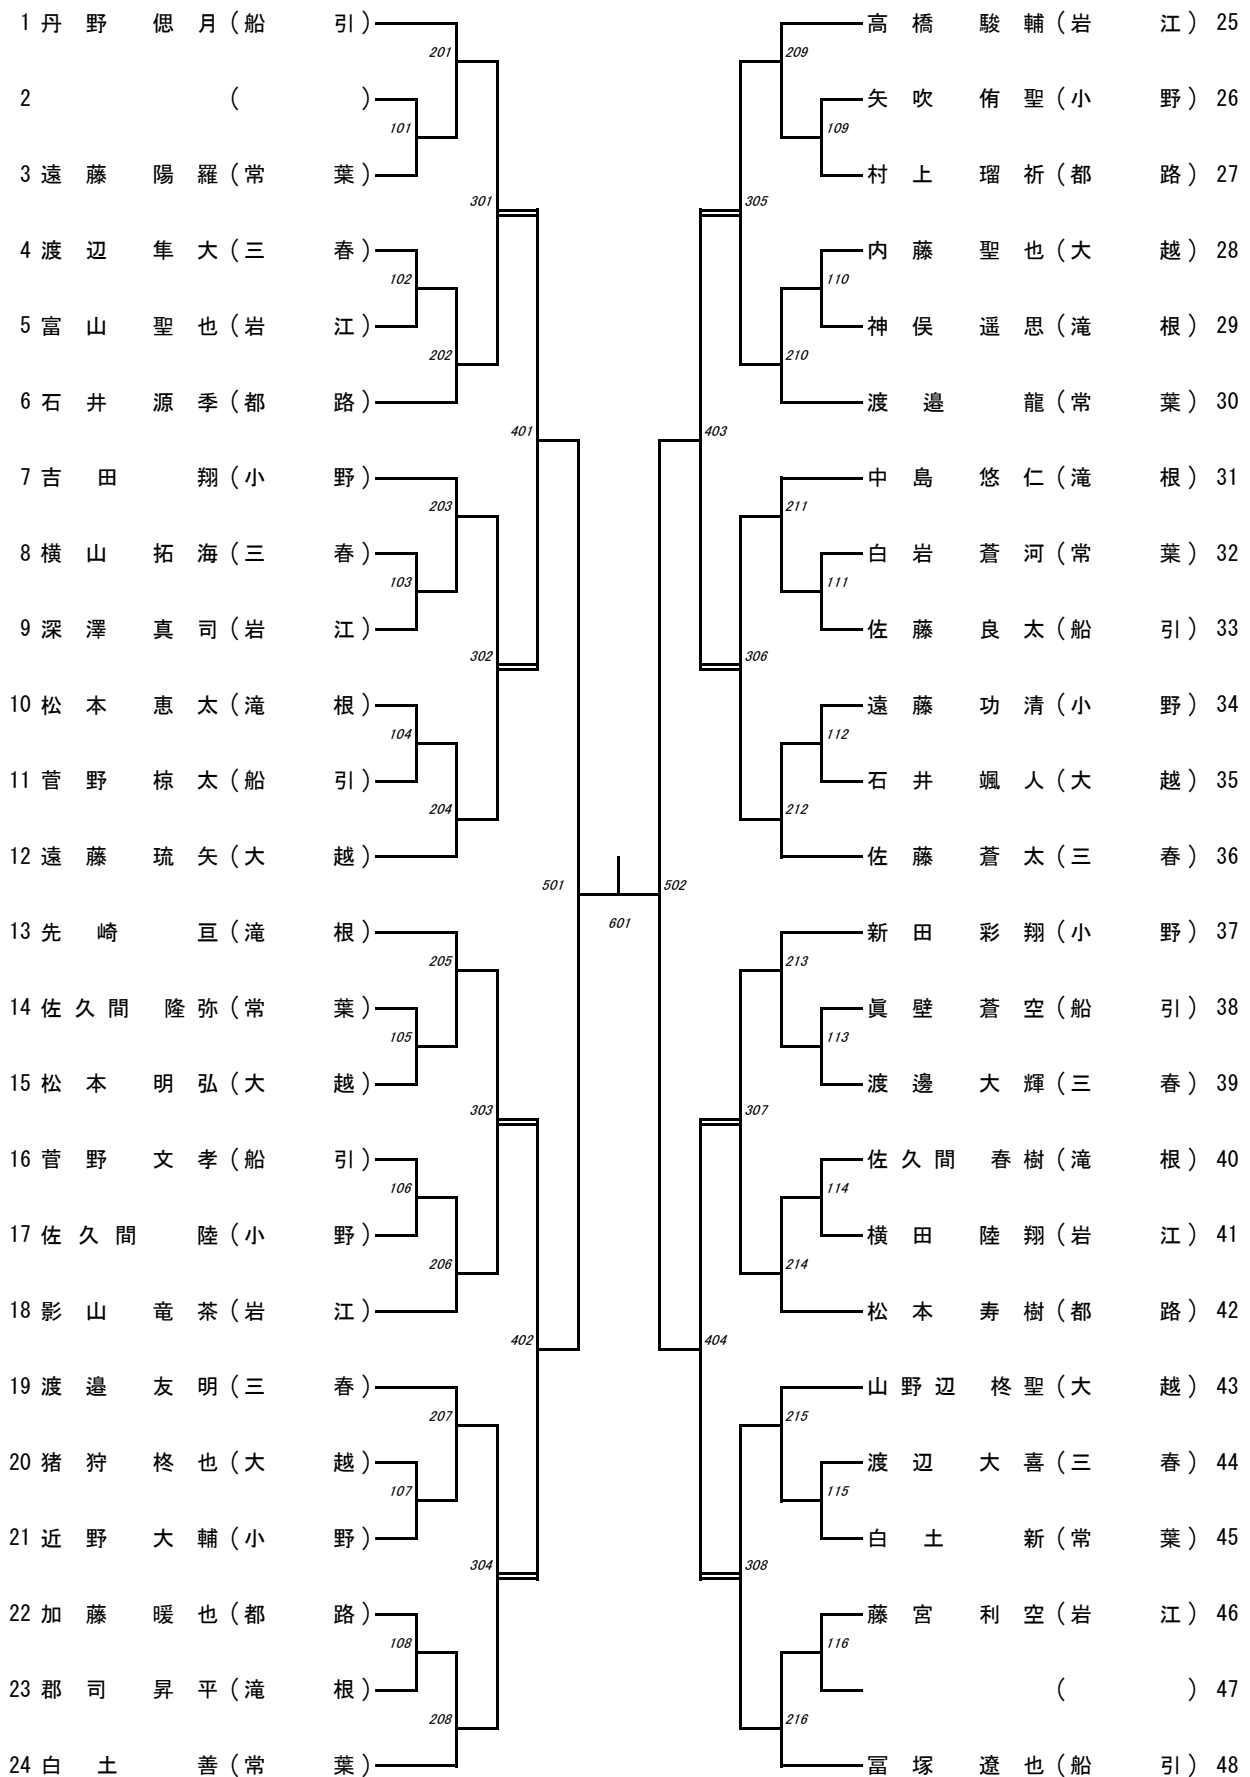 1 丹野 偲月（船引）
201
2 （ ）
101
3 遠藤 陽羅（常葉）
301
4 渡辺 隼大（三春）
102
5 富山 聖也（岩江）
202
6 石井 源季（都路）
401
7 吉田 翔（小野）
203
8 横山 拓海（三春）
103
9 深澤 真司（岩江）
302
10 松本 恵太（滝根）
104
11 菅野 椋太（船引）
204
12 遠藤 琉矢（大越）
501
13 先崎 亘（滝根）
205
14 佐久間 隆弥（常葉）
105
15 松本 明弘（大越）
303
16 菅野 文孝（船引）
106
17 佐久間 陸（小野）
206
18 影山 竜茶（岩江）
402
19 渡邉 友明（三春）
207
20 猪狩 柊也（大越）
107
21 近野 大輔（小野）
304
22 加藤 暖也（都路）
108
23 郡司 昇平（滝根）
208
24 白土 善（常葉）
601
高橋 駿輔（岩江）25
209
矢吹 侑聖（小野）26
109
村上 瑠祈（都路）27
305
内藤 聖也（大越）28
110
神俣 遥思（滝根）29
210
渡邉 龍（常葉）30
403
中島 悠仁（滝根）31
211
白岩 蒼河（常葉）32
111
佐藤 良太（船引）33
306
遠藤 功清（小野）34
112
石井 颯人（大越）35
212
佐藤 蒼太（三春）36
502
新田 彩翔（小野）37
213
眞壁 蒼空（船引）38
113
渡邊 大輝（三春）39
307
佐久間 春樹（滝根）40
114
横田 陸翔（岩江）41
214
松本 寿樹（都路）42
404
山野辺 柊聖（大越）43
215
渡辺 大喜（三春）44
115
白土 新（常葉）45
308
藤宮 利空（岩江）46
116
（ ）47
216
冨塚 遼也（船引）48